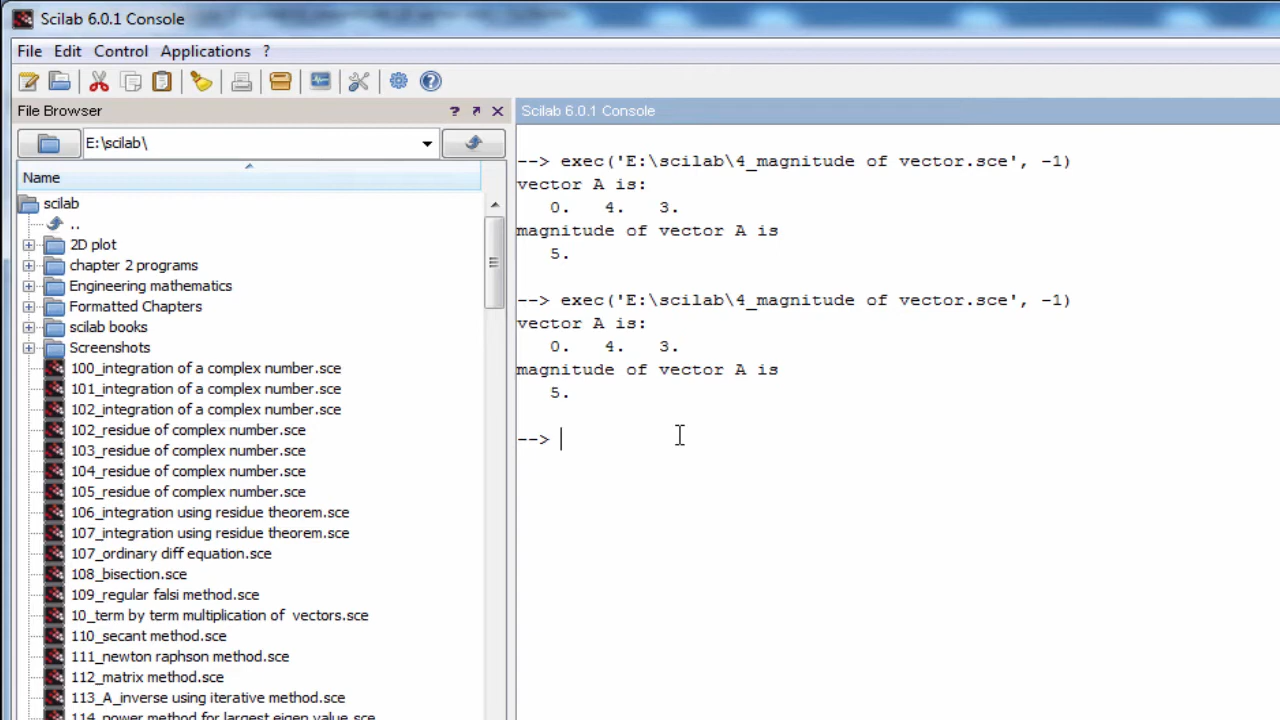 Scilab 6.0.1 Console
File Edit Control Applications ?
File Browser
E:\scilab\
Name
scilab
..
2D plot
chapter 2 programs
Engineering mathematics
Formatted Chapters
scilab books
Screenshots
100_integration of a complex number.sce
101_integration of a complex number.sce
102_integration of a complex number.sce
102_residue of complex number.sce
103_residue of complex number.sce
104_residue of complex number.sce
105_residue of complex number.sce
106_integration using residue theorem.sce
107_integration using residue theorem.sce
107_ordinary diff equation.sce
108_bisection.sce
109_regular falsi method.sce
10_term by term multiplication of  vectors.sce
110_secant method.sce
111_newton raphson method.sce
112_matrix method.sce
113_A_inverse using iterative method.sce
114_power method for largest eigen value.sce
Scilab 6.0.1 Console
--> exec('E:\scilab\4_magnitude of vector.sce', -1)
vector A is:
0.   4.   3.
magnitude of vector A is
5.
--> exec('E:\scilab\4_magnitude of vector.sce', -1)
vector A is:
0.   4.   3.
magnitude of vector A is
5.
-->